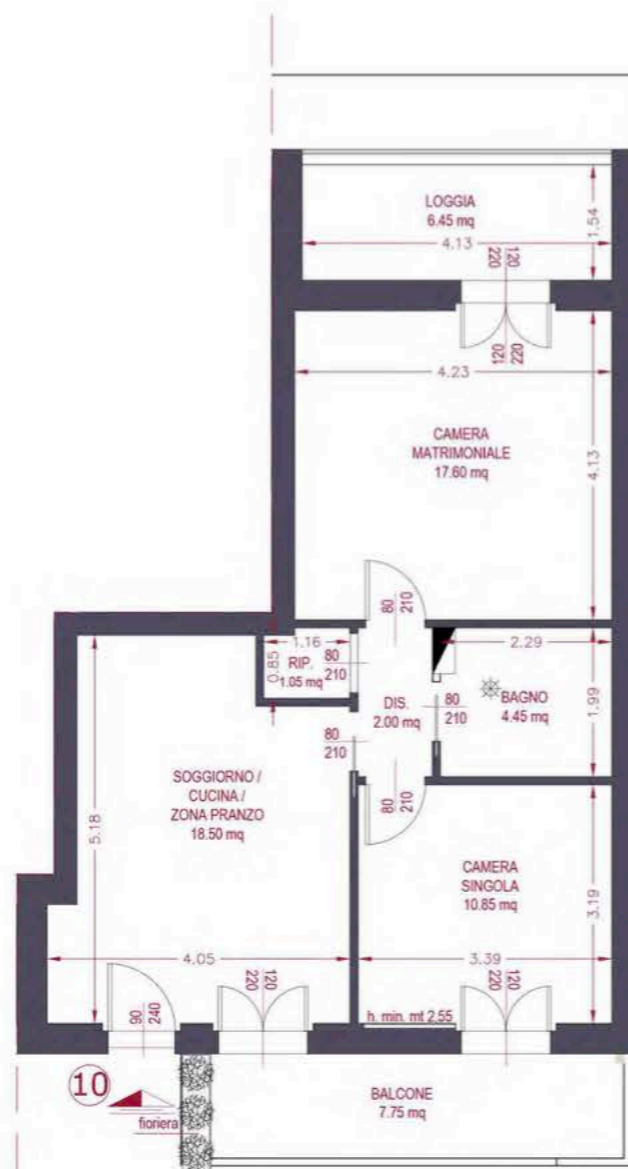 LOGGIA
6.45 mq
1.54
4.13
120
220
120
220
4.23
CAMERA
MATRIMONIALE
17.60 mq
4.13
80
210
1.16
0.85
RIP.
1.05 mq
80
210
2.29
BAGNO
4.45 mq
1.99
DIS.
2.00 mq
80
210
80
210
SOGGIORNO /
CUCINA /
ZONA PRANZO
18.50 mq
5.18
80
210
CAMERA
SINGOLA
10.85 mq
3.19
4.05
3.39
90
240
120
220
120
220
h. min. mt 2,55
10
fioriera
BALCONE
7.75 mq